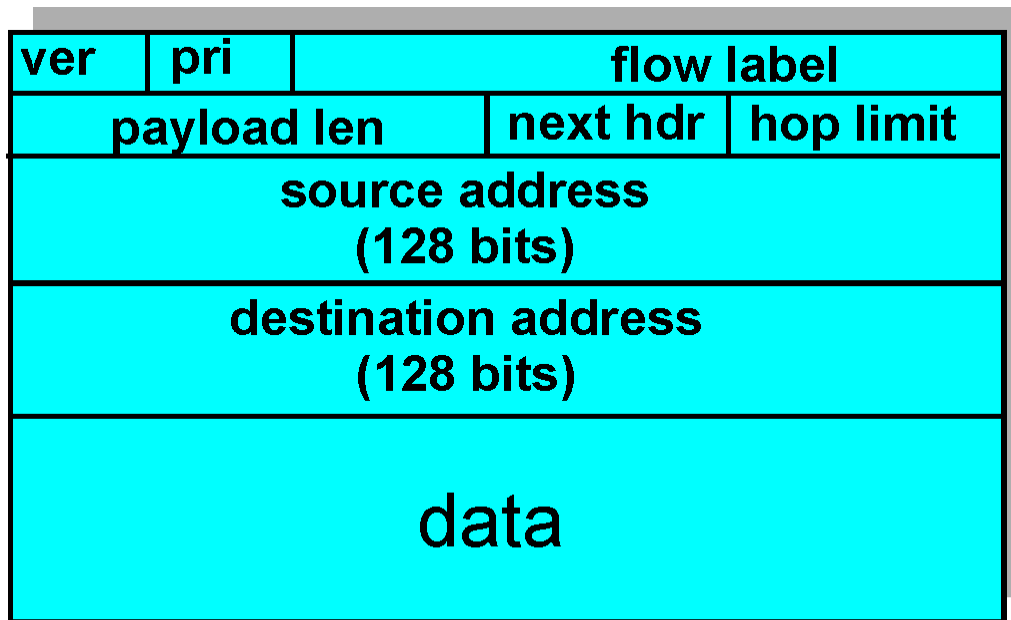 ver pri flow label
payload len next hdr hop limit
source address
(128 bits)
destination address
(128 bits)
data